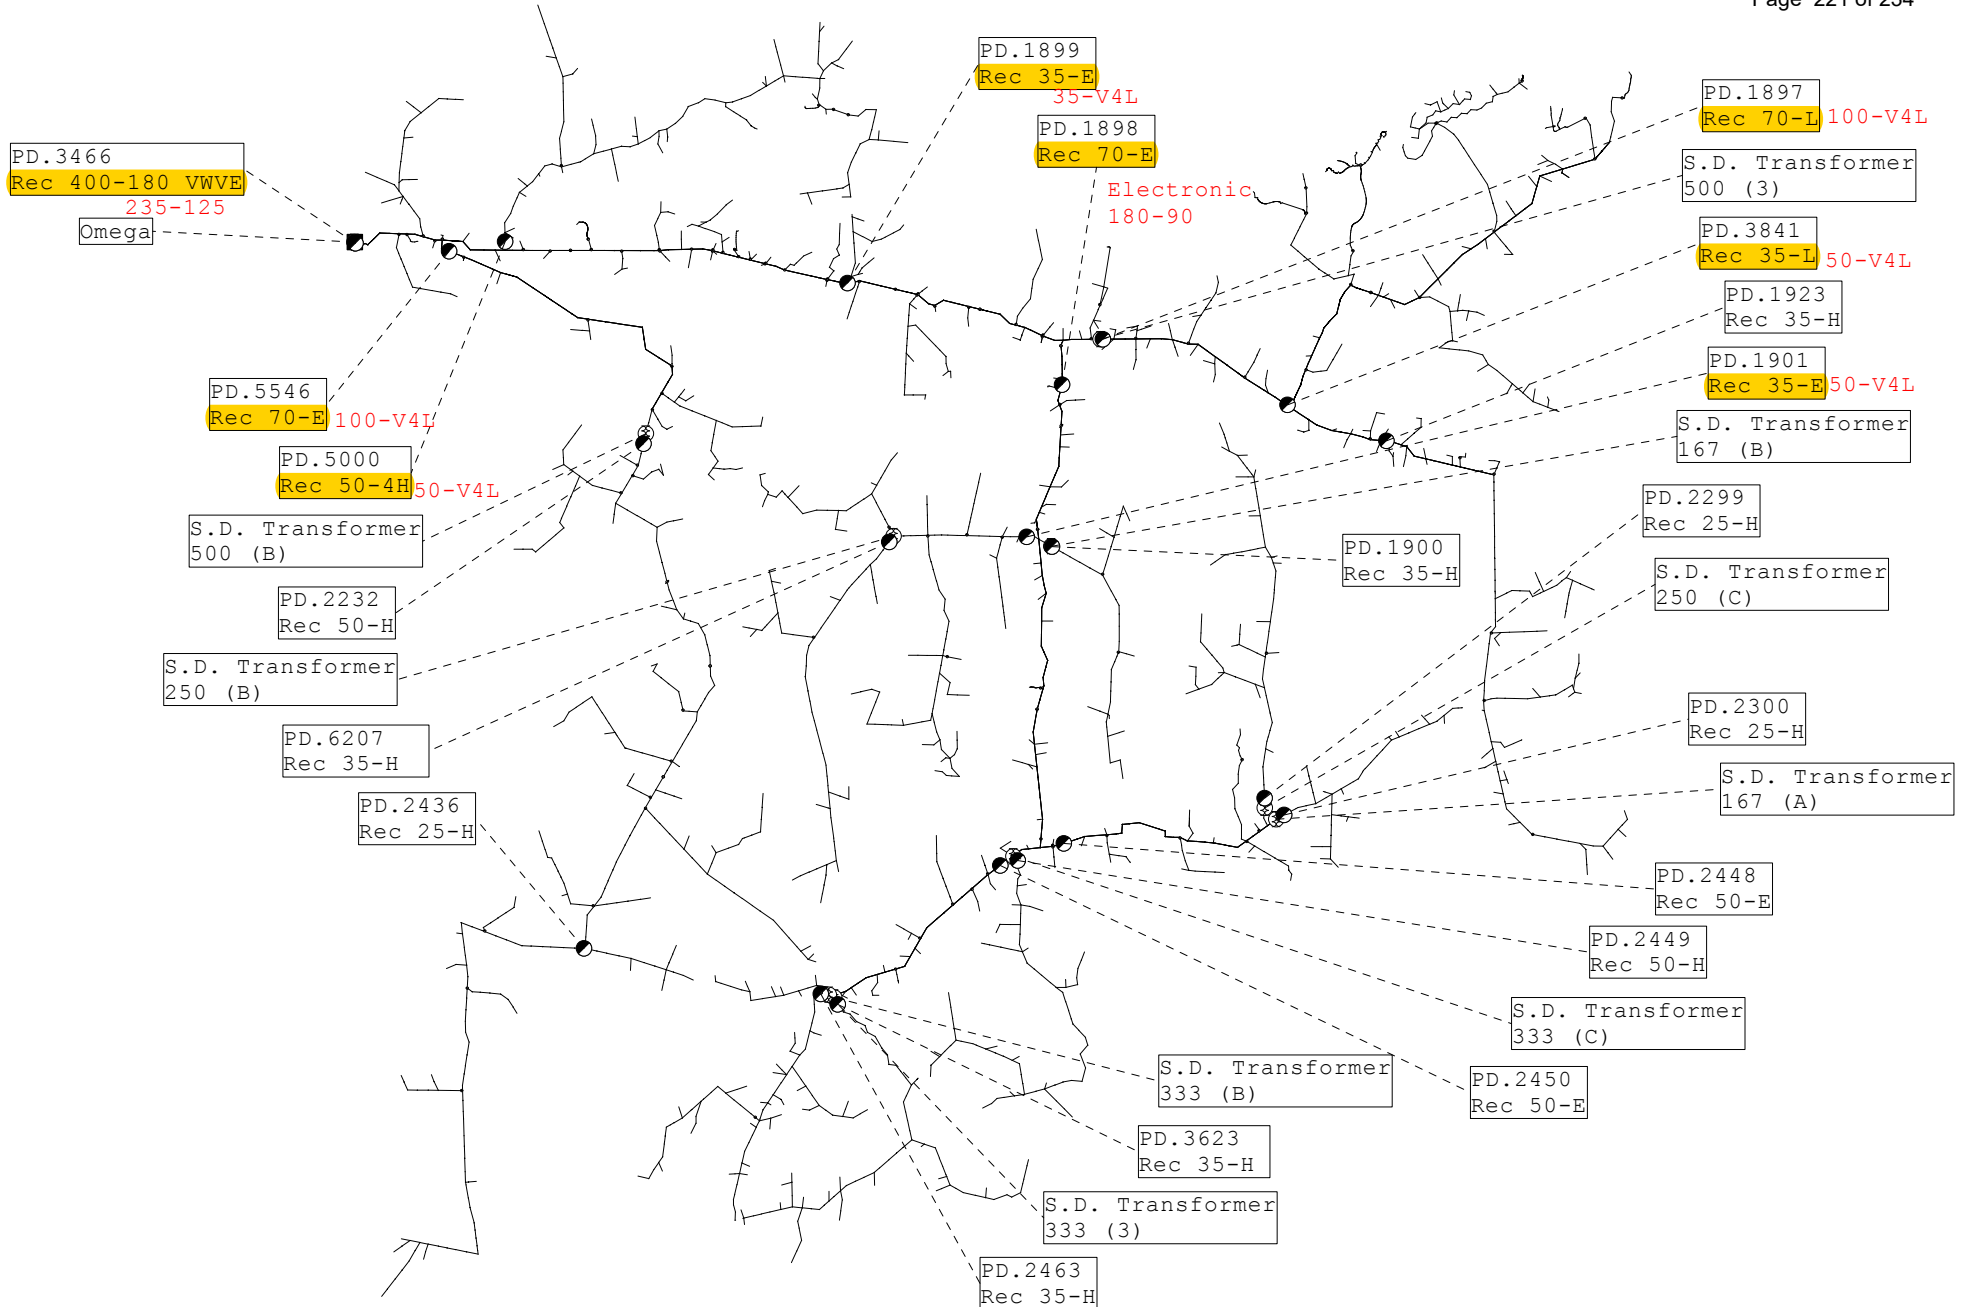 Page 221 of 234
PD.1899
Rec 35-E
35-V4L
PD.1898
Rec 70-E
Electronic
180-90
PD.1897
Rec 70-L
100-V4L
S.D. Transformer
500 (3)
PD.3841
Rec 35-L
50-V4L
PD.1923
Rec 35-H
PD.1901
Rec 35-E
50-V4L
S.D. Transformer
167 (B)
PD.3466
Rec 400-180 VWVE
235-125
Omega
PD.5546
Rec 70-E
100-V4L
PD.5000
Rec 50-4H
50-V4L
S.D. Transformer
500 (B)
PD.2232
Rec 50-H
S.D. Transformer
250 (B)
PD.6207
Rec 35-H
PD.2436
Rec 25-H
PD.1900
Rec 35-H
PD.2299
Rec 25-H
S.D. Transformer
250 (C)
PD.2300
Rec 25-H
S.D. Transformer
167 (A)
PD.2448
Rec 50-E
PD.2449
Rec 50-H
S.D. Transformer
333 (C)
PD.2450
Rec 50-E
S.D. Transformer
333 (B)
PD.3623
Rec 35-H
S.D. Transformer
333 (3)
PD.2463
Rec 35-H